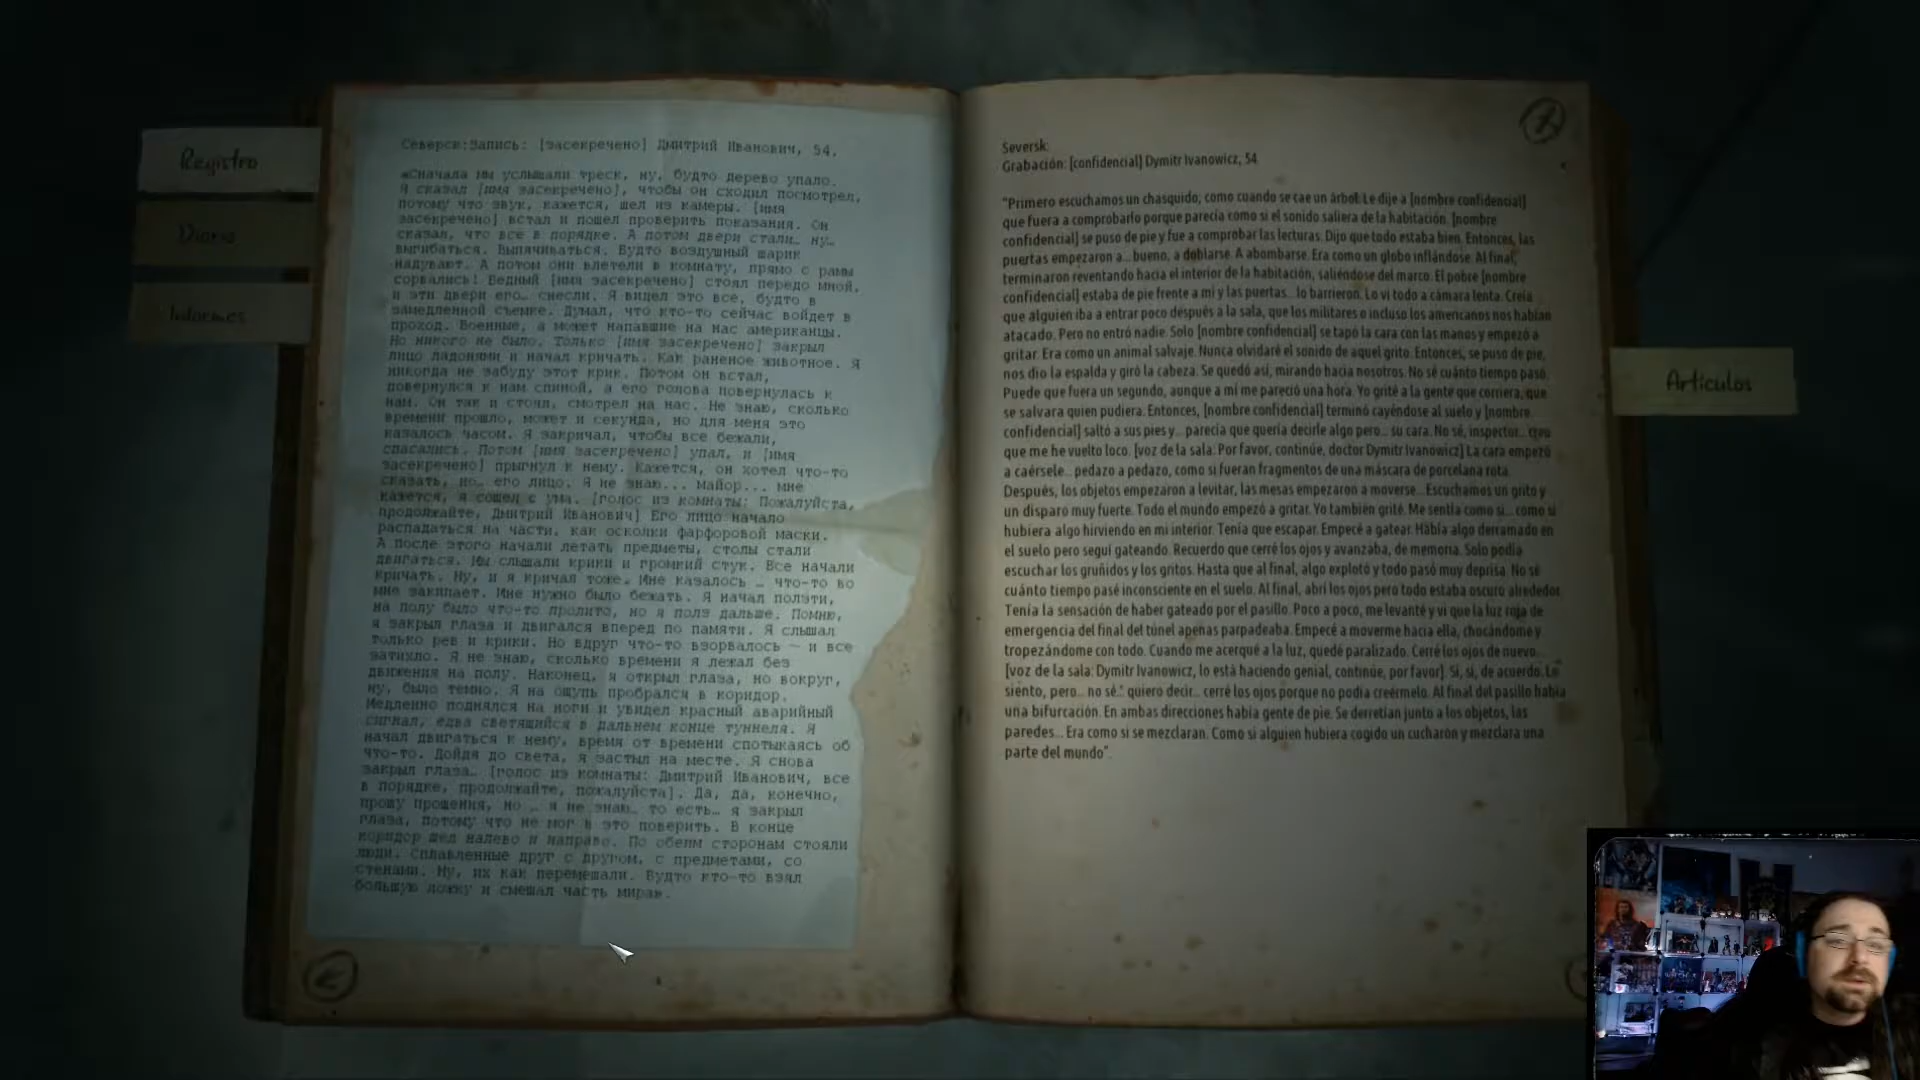 Registro
Diario
Informes
Северск:Запись: [засекречено] Дмитрий Иванович, 54.
«Сначала мы услышали треск, ну, будто дерево упало.
Я сказал [имя засекречено], чтобы он сходил посмотрел,
потому что звук, кажется, шел из камеры. [имя
засекречено] встал и пошел проверить показания. Он
сказал, что все в порядке. А потом двери стали… ну…
выгибаться. Выпячиваться. Будто воздушный шарик
надувают. А потом они влетели в комнату, прямо с рамы
сорвались! Бедный [имя засекречено] стоял передо мной,
и эти двери его… снесли. Я видел это все, будто в
замедленной съемке. Думал, что кто-то сейчас войдет в
проход. Военные, а может напавшие на нас американцы.
Но никого не было. Только [имя засекречено] закрыл
лицо ладонями и начал кричать. Как раненое животное. Я
никогда не забуду этот крик. Потом он встал,
повернулся к нам спиной, а его голова повернулась к
нам. Он так и стоял, смотрел на нас. Не знаю, сколько
времени прошло, может и секунда, но для меня это
казалось часом. Я закричал, чтобы все бежали,
спасались. Потом [имя засекречено] упал, и [имя
засекречено] прыгнул к нему. Кажется, он хотел что-то
сказать, но… его лицо. Я не знаю... майор... мне
кажется, я сошел с ума. [голос из комнаты: Пожалуйста,
продолжайте, Дмитрий Иванович] Его лицо начало
распадаться на части, как осколки фарфоровой маски.
А после этого начали летать предметы, столы стали
двигаться. Мы слышали крики и громкий стук. Все начали
кричать. Ну, и я кричал тоже. Мне казалось … что-то во
мне закипает. Мне нужно было бежать. Я начал ползти,
на полу было что-то пролито, но я полз дальше. Помню,
я закрыл глаза и двигался вперед по памяти. Я слышал
только рев и крики. Но вдруг что-то взорвалось – и все
затихло. Я не знаю, сколько времени я лежал без
движения на полу. Наконец, я открыл глаза, но вокруг,
ну, было темно. Я на ощупь пробрался в коридор.
Медленно поднялся на ноги и увидел красный аварийный
сигнал, едва светящийся в дальнем конце туннеля. Я
начал двигаться к нему, время от времени спотыкаясь об
что-то. Дойдя до света, я застыл на месте. Я снова
закрыл глаза… [голос из комнаты: Дмитрий Иванович, все
в порядке, продолжайте, пожалуйста]. Да, да, конечно,
прошу прощения, но … я не знаю… то есть… я закрыл
глаза, потому что не мог в это поверить. В конце
коридор шел налево и направо. По обеим сторонам стояли
люди. Сплавленные друг с другом, с предметами, со
стенами. Ну, их как перемешали. Будто кто-то взял
большую ложку и смешал часть мира».
Seversk:
Grabación: [confidencial] Dymitr Ivanowicz, 54
"Primero escuchamos un chasquido, como cuando se cae un árbol. Le dije a [nombre confidencial]
que fuera a comprobarlo porque parecía como si el sonido saliera de la habitación. [nombre
confidencial] se puso de pie y fue a comprobar las lecturas. Dijo que todo estaba bien. Entonces, las
puertas empezaron a... bueno, a doblarse. A abombarse. Era como un globo inflándose. Al final,
terminaron reventando hacia el interior de la habitación, saliéndose del marco. El pobre [nombre
confidencial] estaba de pie frente a mí y las puertas... lo barrieron. Lo vi todo a cámara lenta. Creía
que alguien iba a entrar poco después a la sala, que los militares o incluso los americanos nos habían
atacado. Pero no entró nadie. Solo [nombre confidencial] se tapó la cara con las manos y empezó a
gritar. Era como un animal salvaje. Nunca olvidaré el sonido de aquel grito. Entonces, se puso de pie,
nos dio la espalda y giró la cabeza. Se quedó así, mirando hacia nosotros. No sé cuánto tiempo pasó.
Puede que fuera un segundo, aunque a mí me pareció una hora. Yo grité a la gente que corriera, que
se salvara quien pudiera. Entonces, [nombre confidencial] terminó cayéndose al suelo y [nombre
confidencial] saltó a sus pies y... parecía que quería decirle algo pero... su cara. No sé, inspector... creo
que me he vuelto loco. [voz de la sala: Por favor, continúe, doctor Dymitr Ivanowicz] La cara empezó
a caérsele... pedazo a pedazo, como si fueran fragmentos de una máscara de porcelana rota.
Después, los objetos empezaron a levitar, las mesas empezaron a moverse... Escuchamos un grito y
un disparo muy fuerte. Todo el mundo empezó a gritar. Yo también grité. Me sentía como si... como si
hubiera algo hirviendo en mi interior. Tenía que escapar. Empecé a gatear. Había algo derramado en
el suelo pero seguí gateando. Recuerdo que cerré los ojos y avanzaba, de memoria. Solo podía
escuchar los gruñidos y los gritos. Hasta que al final, algo explotó y todo pasó muy deprisa. No sé
cuánto tiempo pasé inconsciente en el suelo. Al final, abrí los ojos pero todo estaba oscuro alrededor.
Tenía la sensación de haber gateado por el pasillo. Poco a poco, me levanté y vi que la luz roja de
emergencia del final del túnel apenas parpadeaba. Empecé a moverme hacia ella, chocándome y
tropezándome con todo. Cuando me acerqué a la luz, quedé paralizado. Cerré los ojos de nuevo...
[voz de la sala: Dymitr Ivanowicz, lo está haciendo genial, continúe, por favor]. Sí, sí, de acuerdo. Lo
siento, pero... no sé... quiero decir... cerré los ojos porque no podía creérmelo. Al final del pasillo había
una bifurcación. En ambas direcciones había gente de pie. Se derretían junto a los objetos, las
paredes... Era como si se mezclaran. Como si alguien hubiera cogido un cucharón y mezclara una
parte del mundo".
Artículos